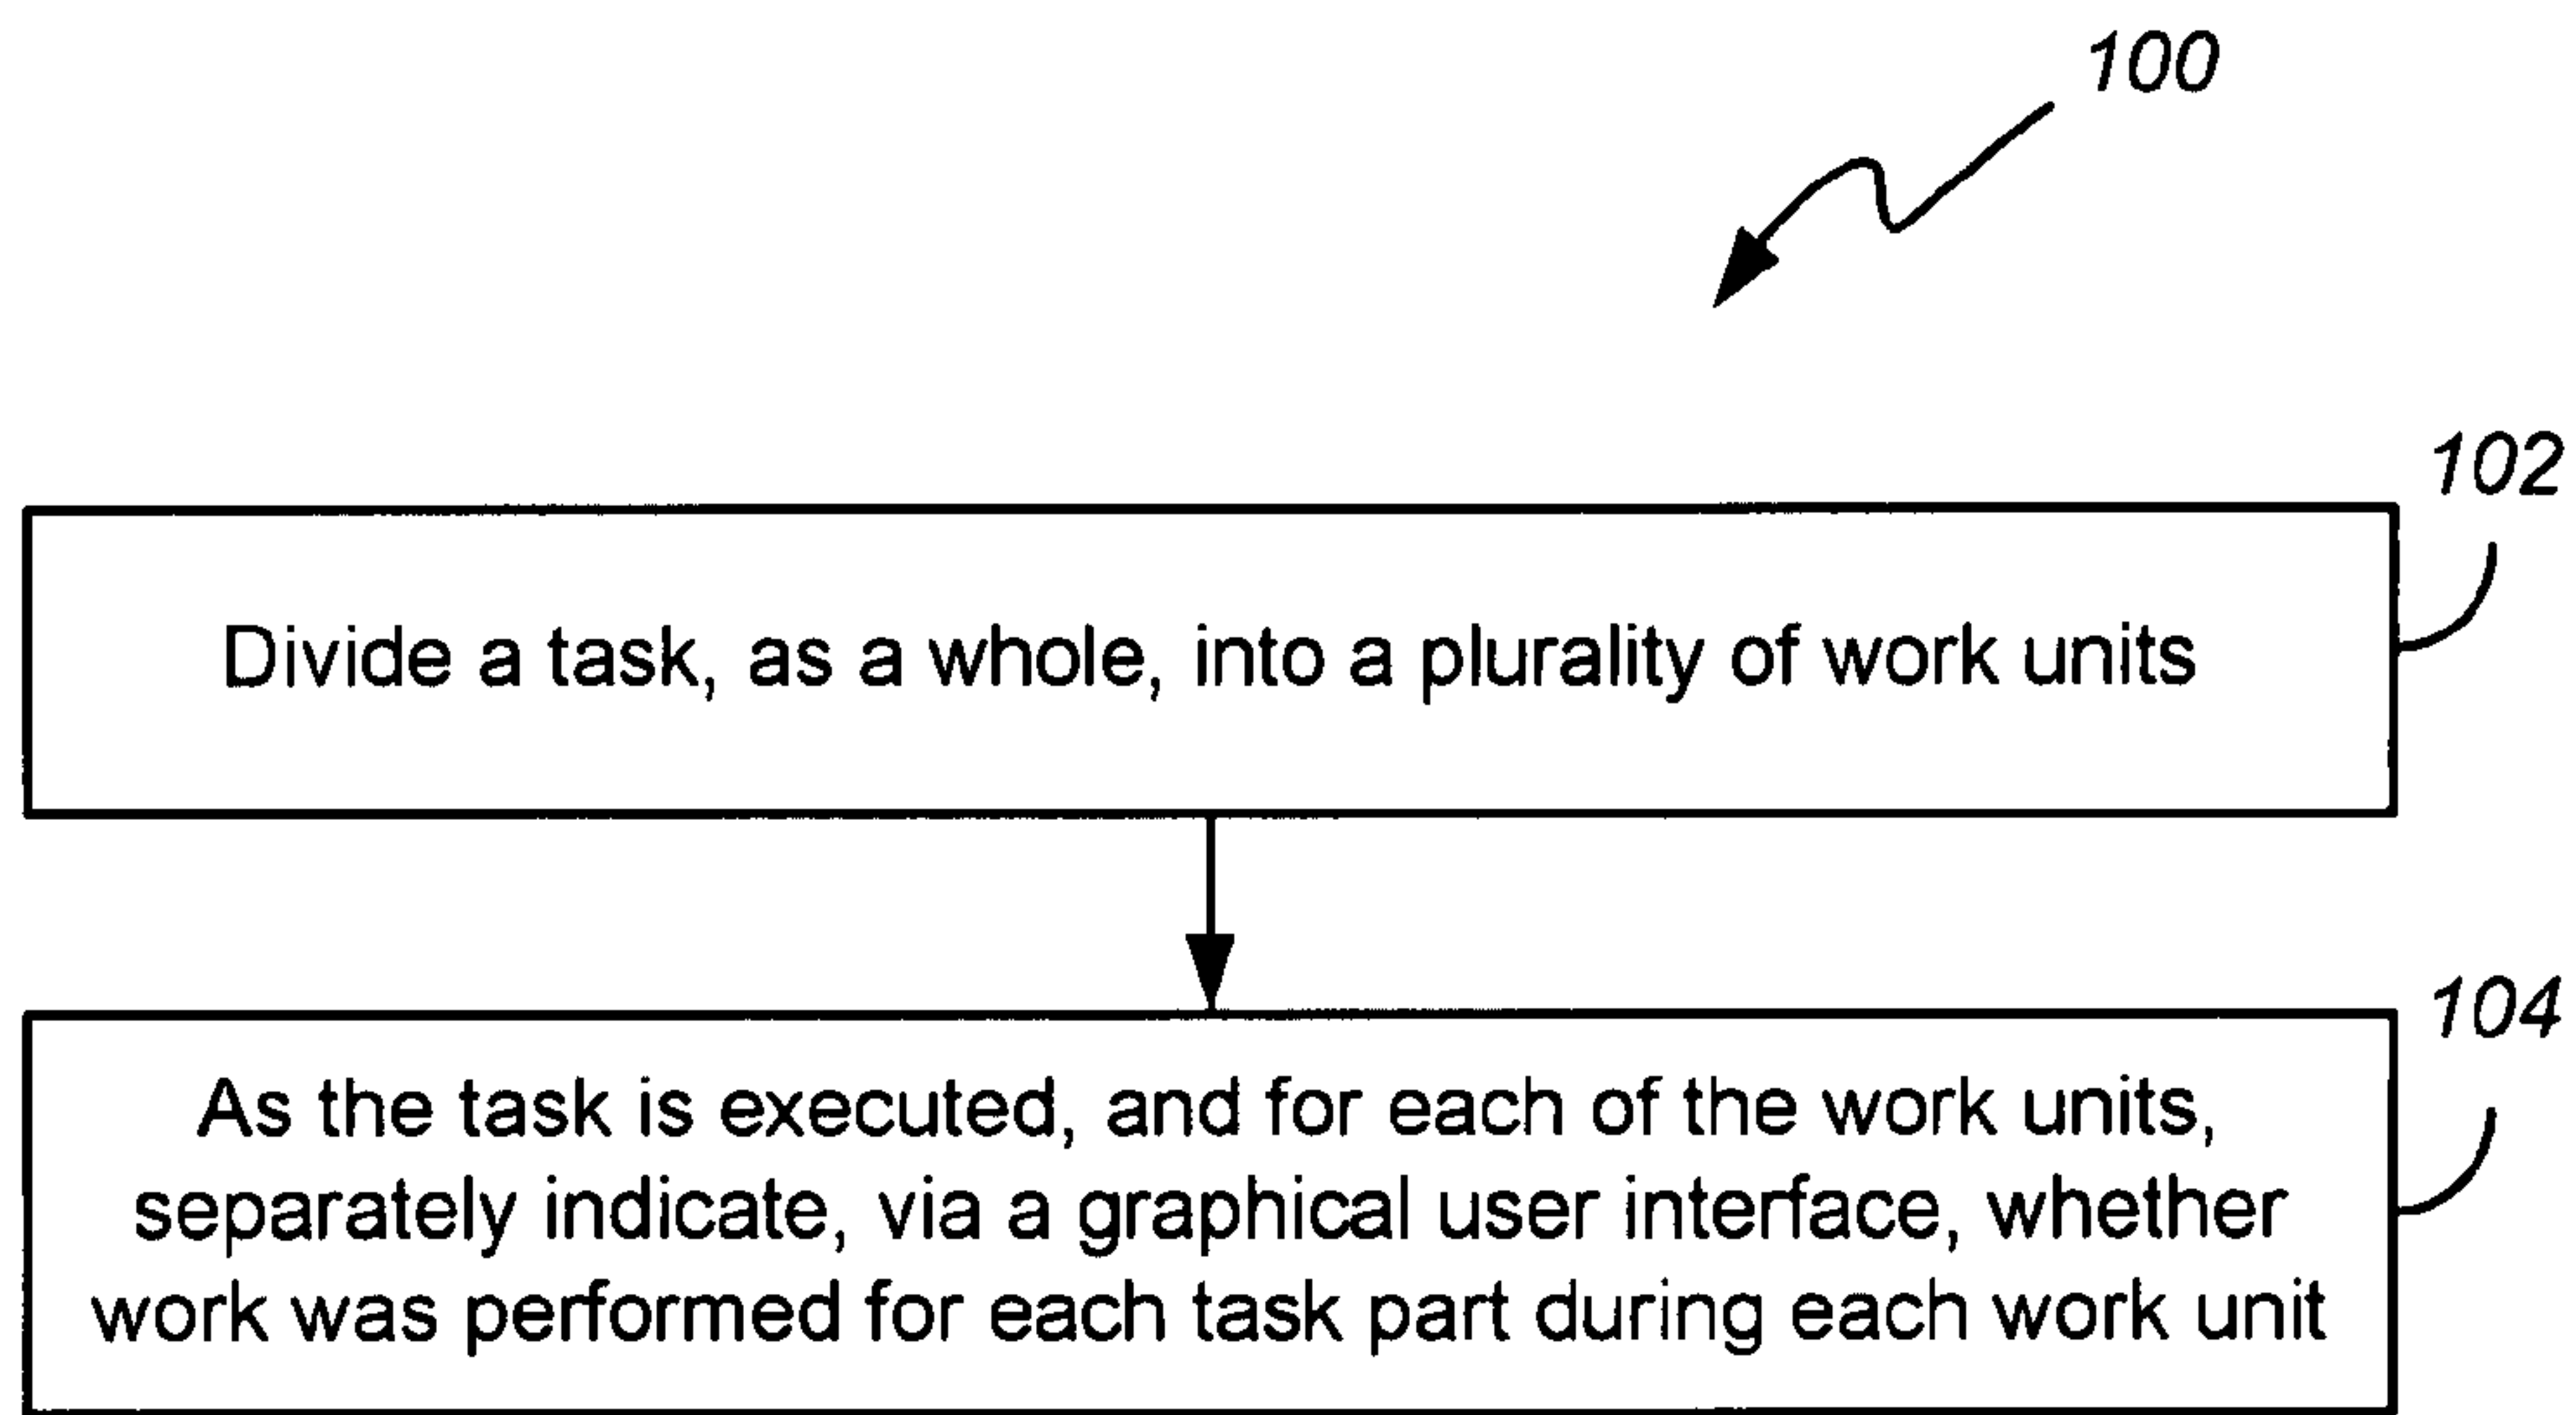 100
102
Divide a task, as a whole, into a plurality of work units
104
As the task is executed, and for each of the work units,
separately indicate, via a graphical user interface, whether
work was performed for each task part during each work unit